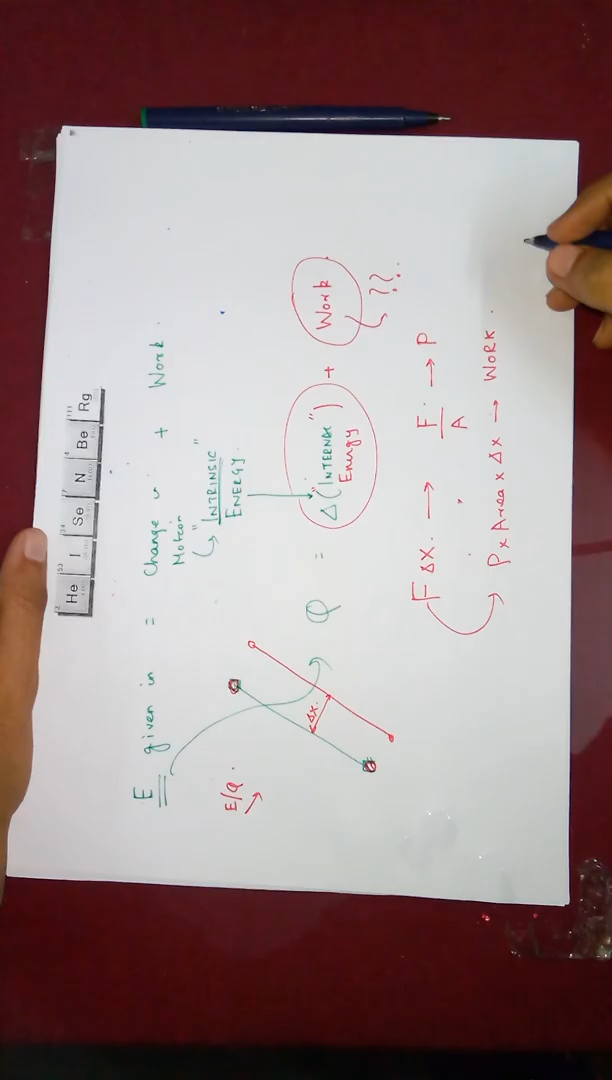 He I Se N Be Rg
E given in = Change in + Work.
Motion
"INTRINSIC"
ENERGY.
E/Q.
Δx.
Q = Δ("INTERNAL" Energy) + Work
??.
FΔx. → F/A → P
P x Area x Δx → WORK.